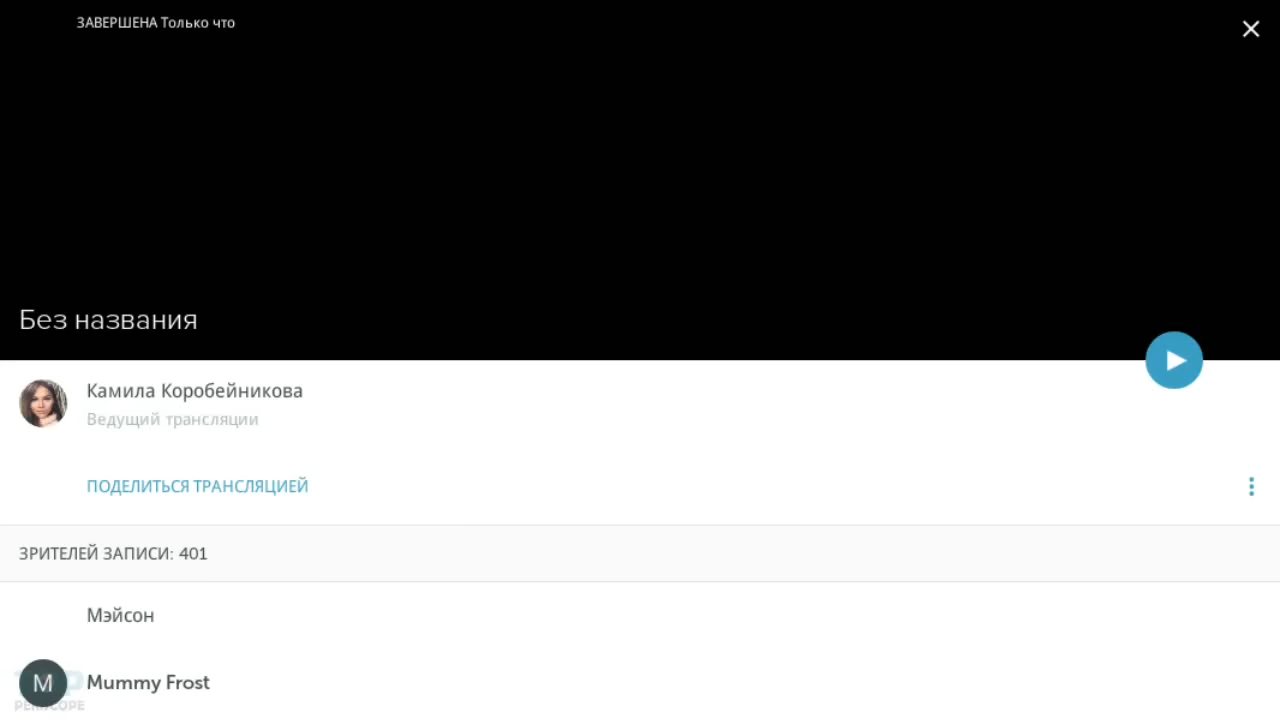 ЗАВЕРШЕНА Только что
Без названия
Камила Коробейникова
Ведущий трансляции
ПОДЕЛИТЬСЯ ТРАНСЛЯЦИЕЙ
ЗРИТЕЛЕЙ ЗАПИСИ: 401
Мэйсон
M
Mummy Frost